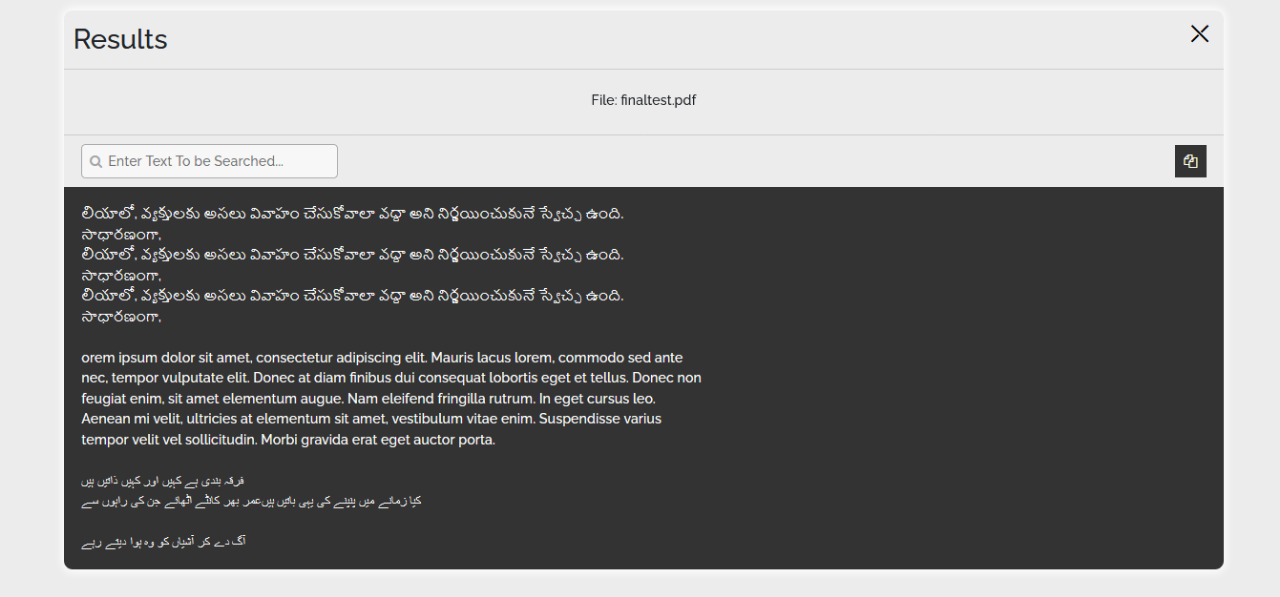 Results
File: finaltest.pdf
Enter Text To be Searched...
లియాలో, వ్యక్తులకు అసలు వివాహం చేసుకోవాలా వద్దా అని నిర్ణయించుకునే స్వేచ్ఛ ఉంది.
సాధారణంగా,
లియాలో, వ్యక్తులకు అసలు వివాహం చేసుకోవాలా వద్దా అని నిర్ణయించుకునే స్వేచ్ఛ ఉంది.
సాధారణంగా,
లియాలో, వ్యక్తులకు అసలు వివాహం చేసుకోవాలా వద్దా అని నిర్ణయించుకునే స్వేచ్ఛ ఉంది.
సాధారణంగా,
orem ipsum dolor sit amet, consectetur adipiscing elit. Mauris lacus lorem, commodo sed ante
nec, tempor vulputate elit. Donec at diam finibus dui consequat lobortis eget et tellus. Donec non
feugiat enim, sit amet elementum augue. Nam eleifend fringilla rutrum. In eget cursus leo.
Aenean mi velit, ultricies at elementum sit amet, vestibulum vitae enim. Suspendisse varius
tempor velit vel sollicitudin. Morbi gravida erat eget auctor porta.
فرقہ بندی ہے کہیں اور کہیں ذاتیں ہیں
کیا زمانے میں پنپنے کی یہی باتیں ہیںعمر بھر کانٹے اٹھائے جن کی راہوں سے
آگ دے کر آشیاں کو وہ ہوا دیتے رہے